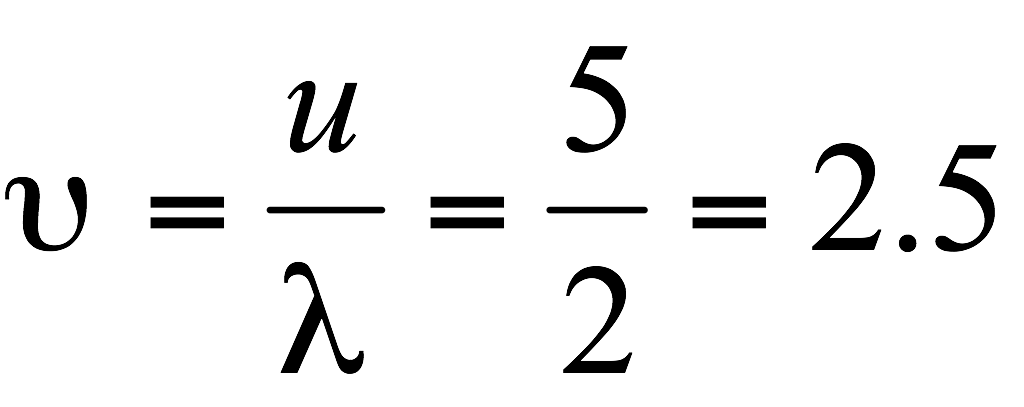 υ = u/λ = 5/2 = 2.5